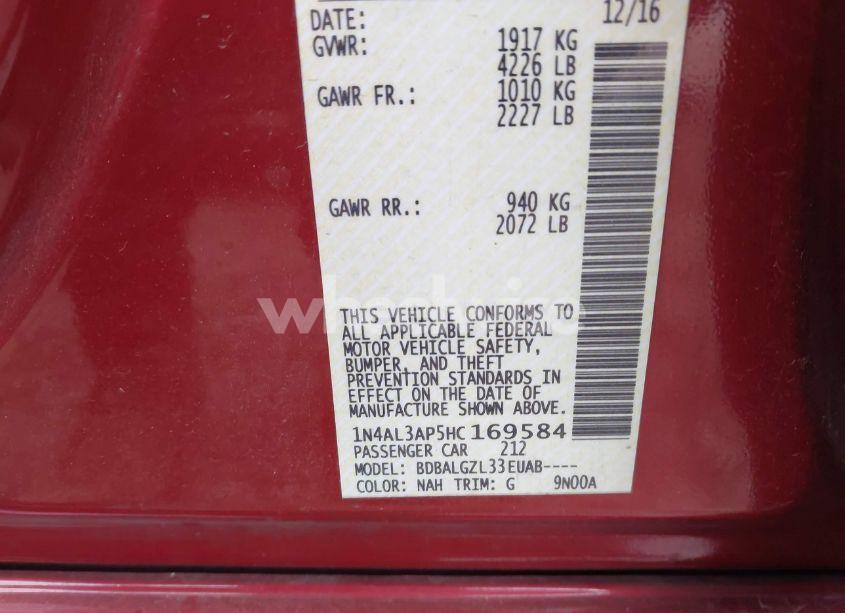 DATE: 12/16
GVWR: 1917 KG
4226 LB
GAWR FR.: 1010 KG
2227 LB
GAWR RR.: 940 KG
2072 LB
THIS VEHICLE CONFORMS TO
ALL APPLICABLE FEDERAL
MOTOR VEHICLE SAFETY,
BUMPER, AND THEFT
PREVENTION STANDARDS IN
EFFECT ON THE DATE OF
MANUFACTURE SHOWN ABOVE.
1N4AL3AP5HC 169584
PASSENGER CAR 212
MODEL: BDBALGZL33EUAB----
COLOR: NAH TRIM: G 9N00A